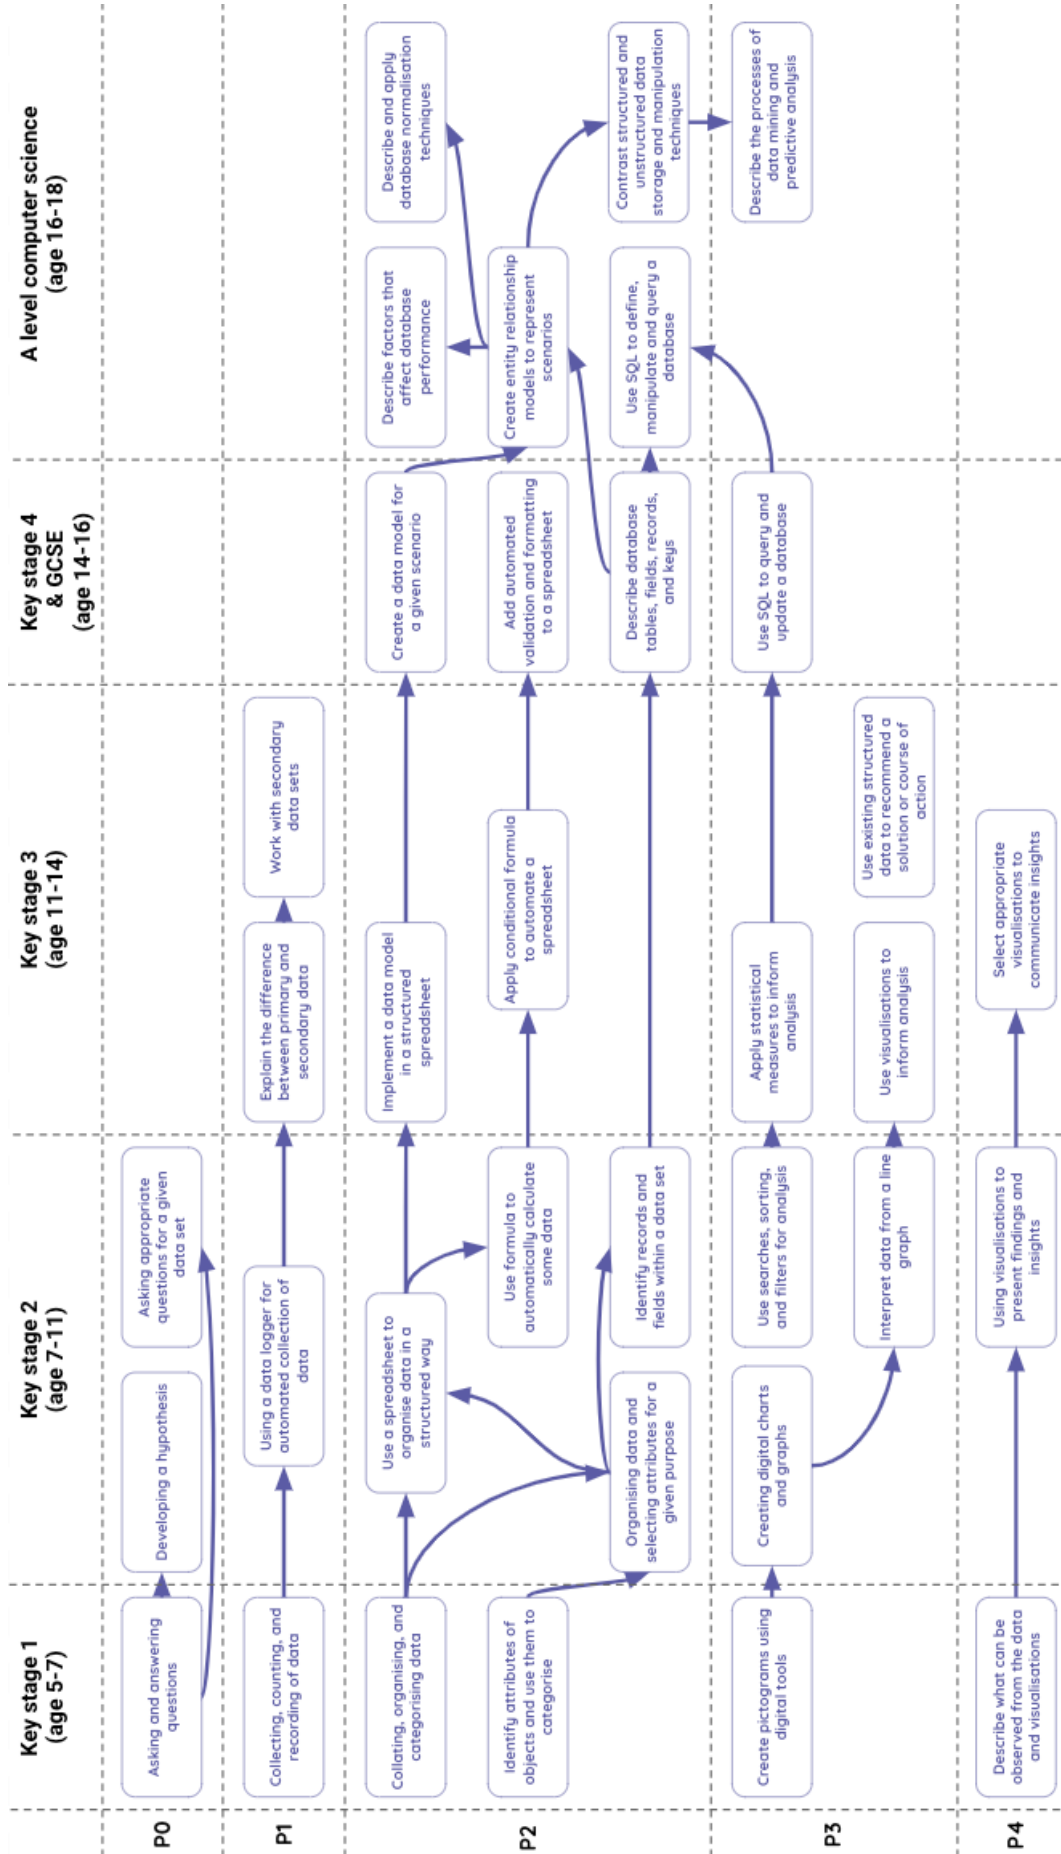 Key stage 1
(age 5-7)
Key stage 2
(age 7-11)
Key stage 3
(age 11-14)
Key stage 4
& GCSE
(age 14-16)
A level computer science
(age 16-18)
P0
Asking and answering
questions
Developing a hypothesis
Asking appropriate
questions for a given
data set
P1
Collecting, counting, and
recording of data
Using a data logger for
automated collection of
data
Explain the difference
between primary and
secondary data
Work with secondary
data sets
P2
Collating, organising, and
categorising data
Use a spreadsheet to
organise data in a
structured way
Implement a data model
in a structured
spreadsheet
Create a data model for
a given scenario
Describe factors that
affect database
performance
Describe and apply
database normalisation
techniques
Identify attributes of
objects and use them to
categorise
Use formula to
automatically calculate
some data
Apply conditional formula
to automate a
spreadsheet
Add automated
validation and formatting
to a spreadsheet
Create entity relationship
models to represent
scenarios
Organising data and
selecting attributes for a
given purpose
Identify records and
fields within a data set
Describe database
tables, fields, records,
and keys
Use SQL to define,
manipulate and query a
database
Contrast structured and
unstructured data
storage and manipulation
techniques
P3
Create pictograms using
digital tools
Creating digital charts
and graphs
Use searches, sorting,
and filters for analysis
Apply statistical
measures to inform
analysis
Use SQL to query and
update a database
Describe the processes of
data mining and
predictive analysis
Interpret data from a line
graph
Use visualisations to
inform analysis
Use existing structured
data to recommend a
solution or course of
action
P4
Describe what can be
observed from the data
and visualisations
Using visualisations to
present findings and
insights
Select appropriate
visualisations to
communicate insights